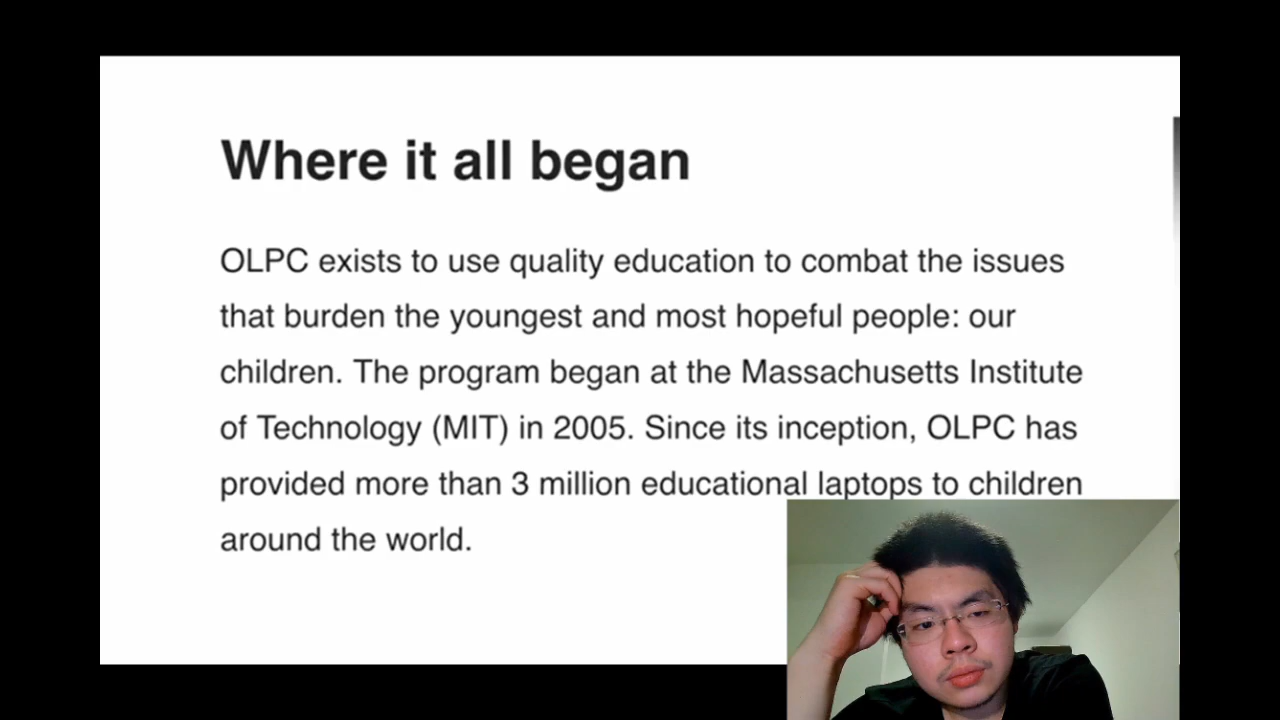 Where it all began
OLPC exists to use quality education to combat the issues
that burden the youngest and most hopeful people: our
children. The program began at the Massachusetts Institute
of Technology (MIT) in 2005. Since its inception, OLPC has
provided more than 3 million educational laptops to children
around the world.